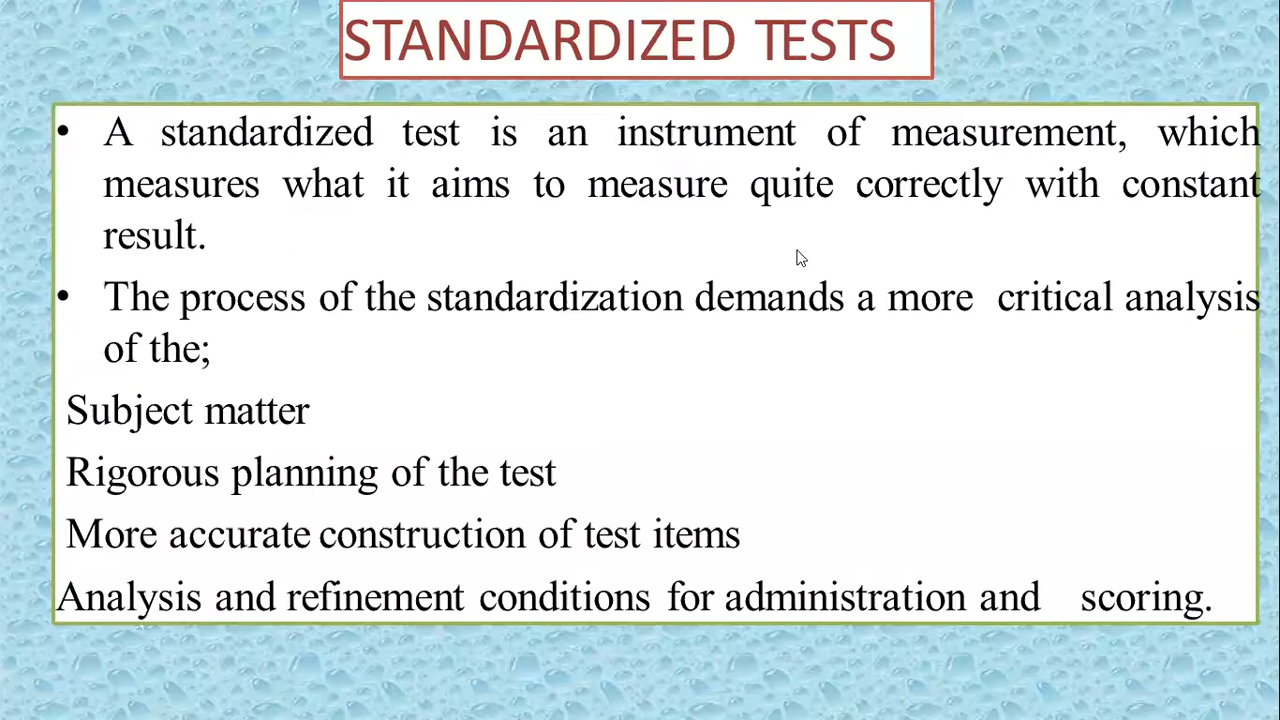 STANDARDIZED TESTS
• A standardized test is an instrument of measurement, which
measures what it aims to measure quite correctly with constant
result.
• The process of the standardization demands a more critical analysis
of the;
Subject matter
Rigorous planning of the test
More accurate construction of test items
Analysis and refinement conditions for administration and scoring.